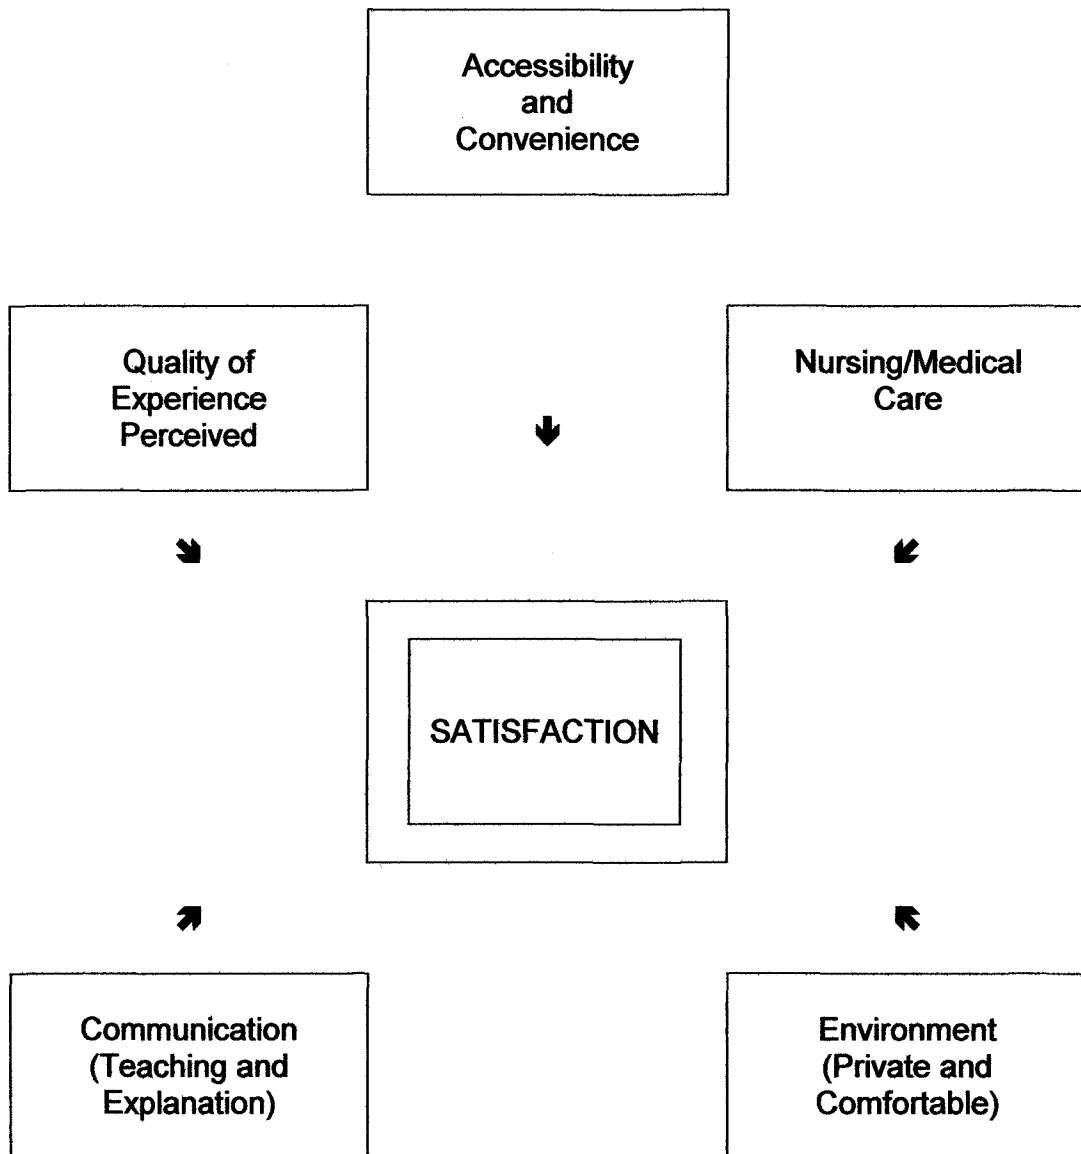 Accessibility
and
Convenience
Quality of
Experience
Perceived
Nursing/Medical
Care
SATISFACTION
Communication
(Teaching and
Explanation)
Environment
(Private and
Comfortable)